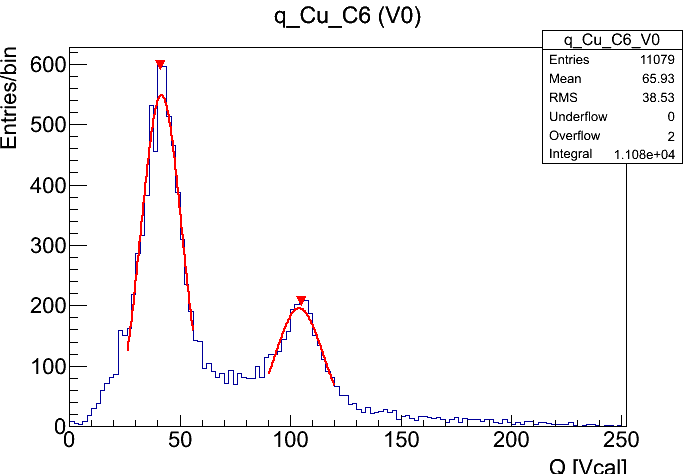 q_Cu_C6 (V0)
q_Cu_C6_V0
Entries 11079
Mean 65.93
RMS 38.53
Underflow 0
Overflow 2
Integral 1.108e+04
Entries/bin
600
500
400
300
200
100
0
0 50 100 150 200 250
Q [Vcal]